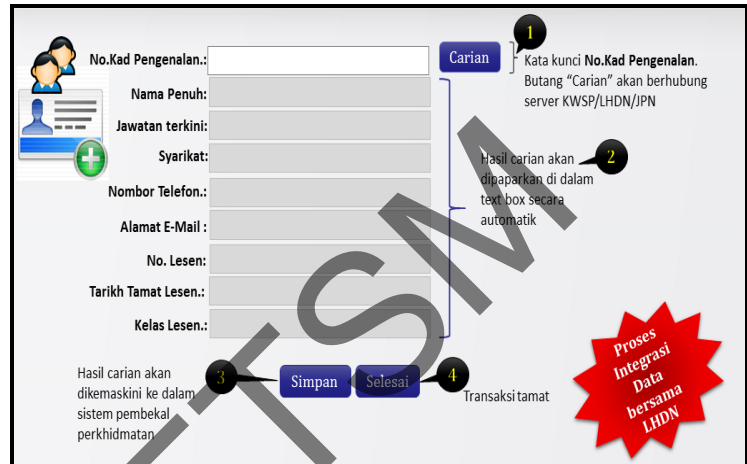 1
No.Kad Pengenalan.:
Carian
Kata kunci No.Kad Pengenalan.
Butang “Carian” akan berhubung
server KWSP/LHDN/JPN
Nama Penuh:
Jawatan terkini:
Syarikat:
Nombor Telefon.:
Alamat E-Mail :
No. Lesen:
Tarikh Tamat Lesen.:
Kelas Lesen.:
2
Hasil carian akan
dipaparkan di dalam
text box secara
automatik
3
Hasil carian akan
dikemaskini ke dalam
sistem pembekal
perkhidmatan
Simpan
Selesai
4
Transaksi tamat
Proses
Integrasi
Data
bersama
LHDN
TSM